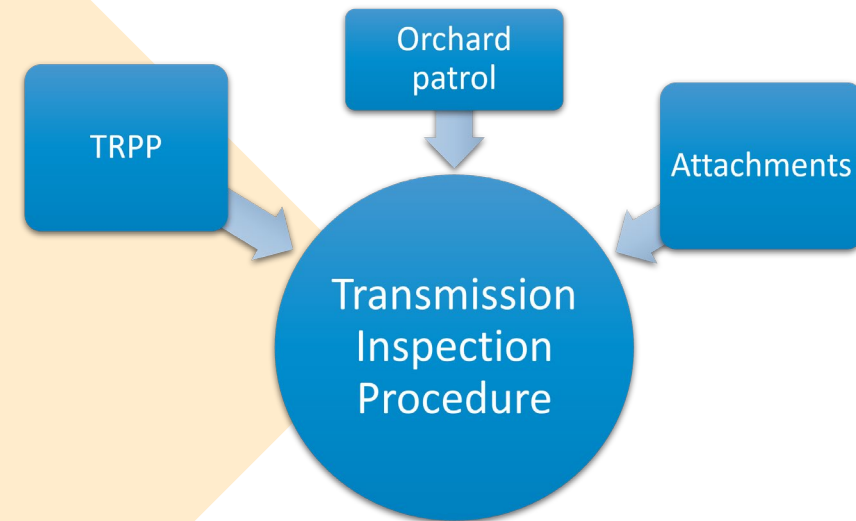 Orchard
patrol
TRPP
Attachments
Transmission
Inspection
Procedure